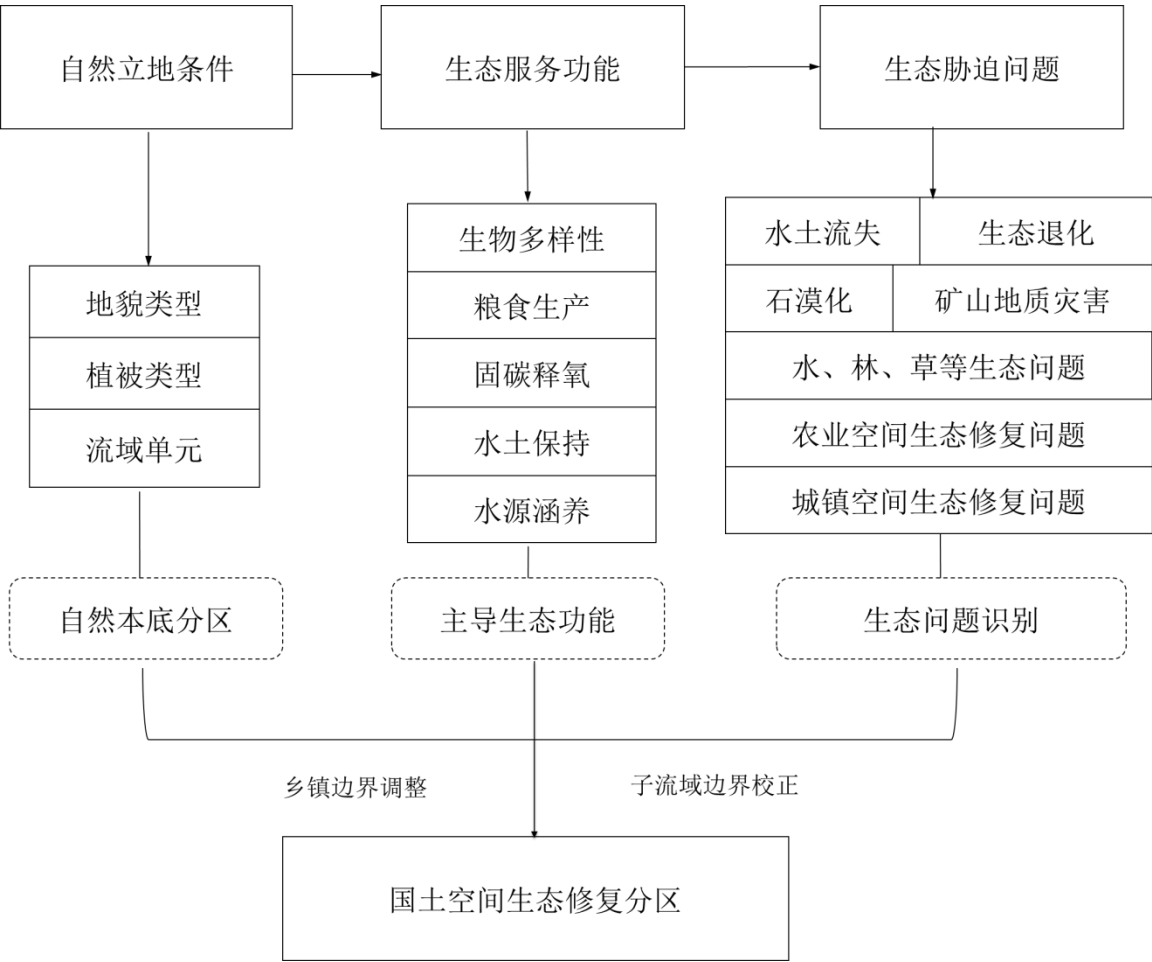 自然立地条件
生态服务功能
生态胁迫问题
地貌类型
植被类型
流域单元
生物多样性
粮食生产
固碳释氧
水土保持
水源涵养
水土流失
生态退化
石漠化
矿山地质灾害
水、林、草等生态问题
农业空间生态修复问题
城镇空间生态修复问题
自然本底分区
主导生态功能
生态问题识别
乡镇边界调整
子流域边界校正
国土空间生态修复分区